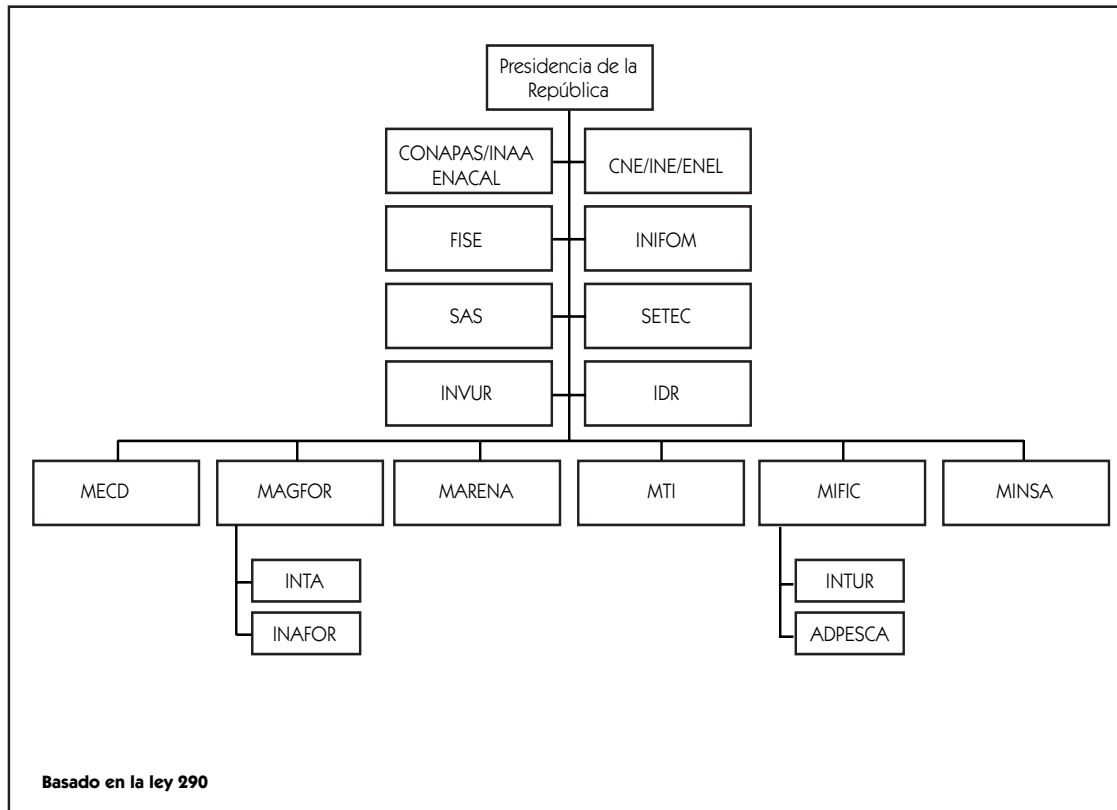 Presidencia de la
República
CONAPAS/INAA
ENACAL
CNE/INE/ENEL
FISE
INIFOM
SAS
SETEC
INVUR
IDR
MECD
MAGFOR
MARENA
MTI
MIFIC
MINSA
INTA
INTUR
INAFOR
ADPESCA
Basado en la ley 290